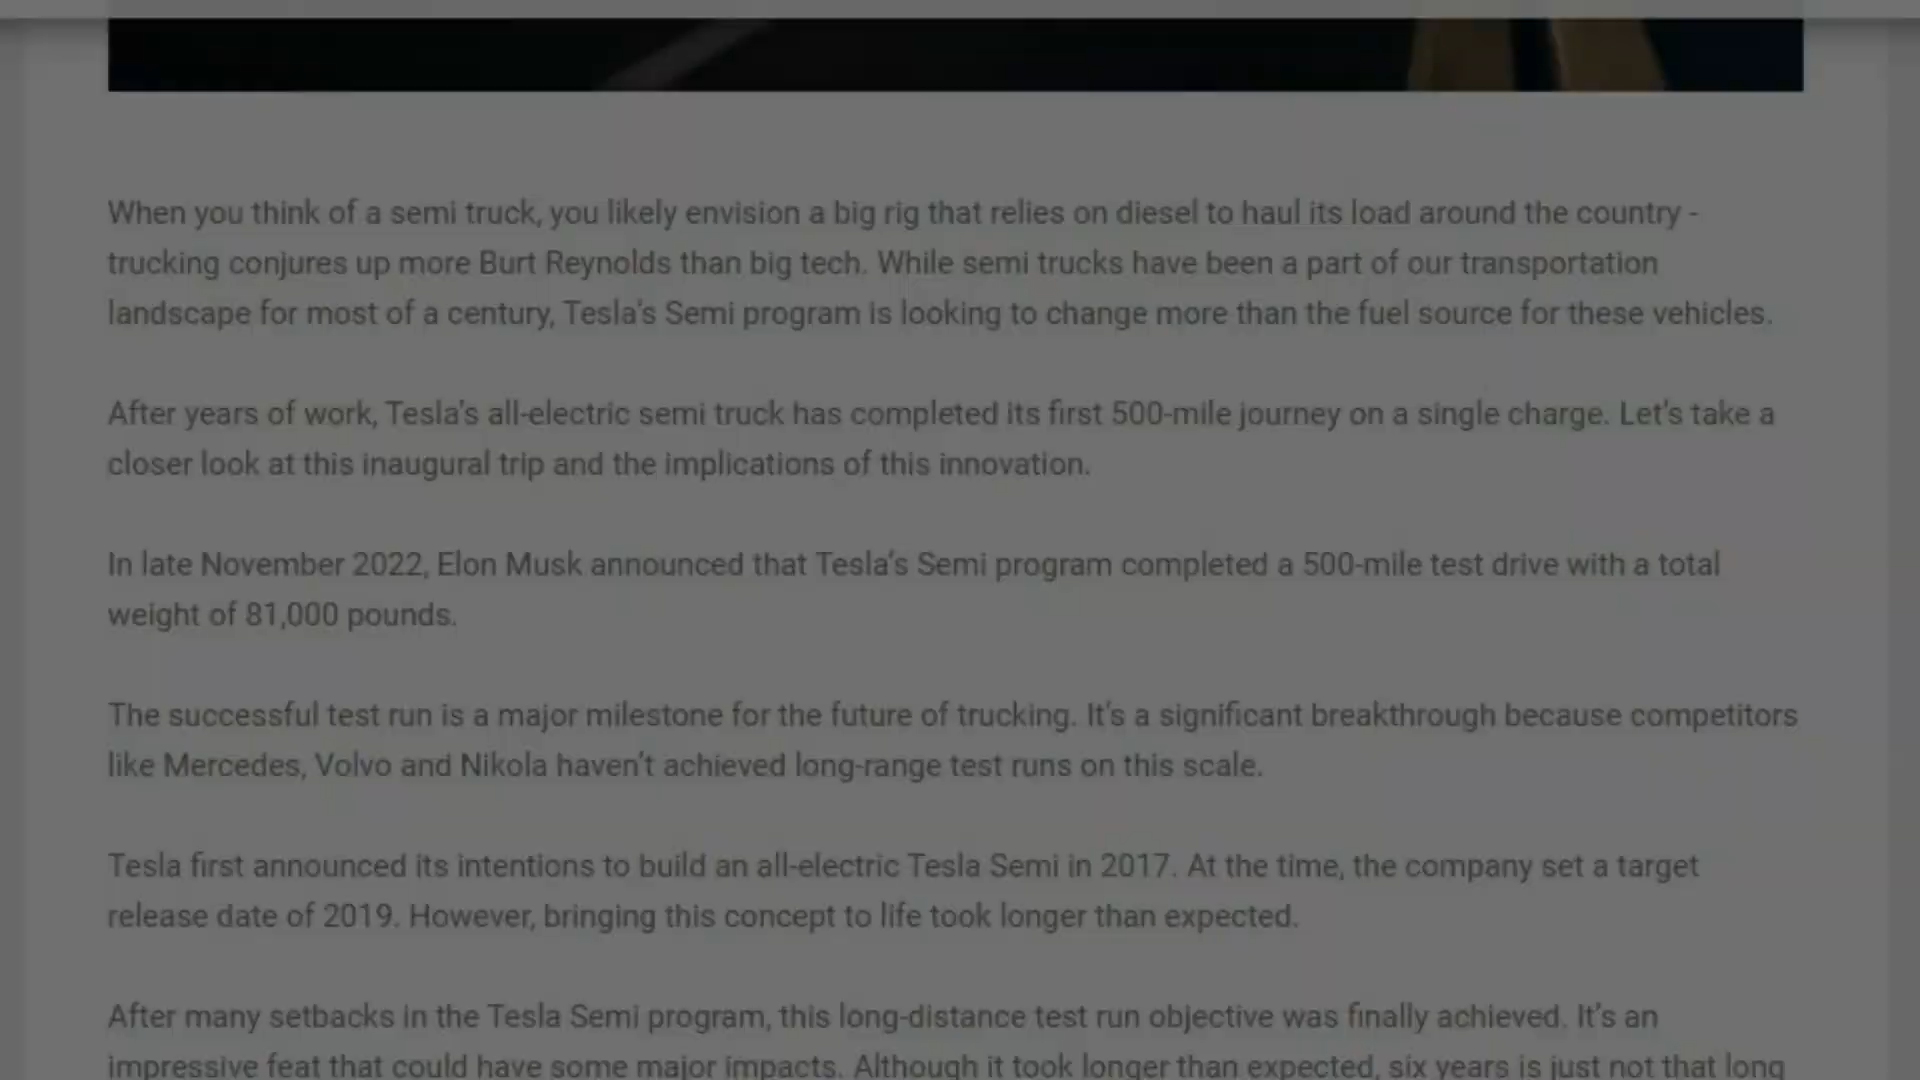 When you think of a semi truck, you likely envision a big rig that relies on diesel to haul its load around the country -
trucking conjures up more Burt Reynolds than big tech. While semi trucks have been a part of our transportation
landscape for most of a century, Tesla's Semi program is looking to change more than the fuel source for these vehicles.
After years of work, Tesla's all-electric semi truck has completed its first 500-mile journey on a single charge. Let's take a
closer look at this inaugural trip and the implications of this innovation.
In late November 2022, Elon Musk announced that Tesla's Semi program completed a 500-mile test drive with a total
weight of 81,000 pounds.
The successful test run is a major milestone for the future of trucking. It's a significant breakthrough because competitors
like Mercedes, Volvo and Nikola haven't achieved long-range test runs on this scale.
Tesla first announced its intentions to build an all-electric Tesla Semi in 2017. At the time, the company set a target
release date of 2019. However, bringing this concept to life took longer than expected.
After many setbacks in the Tesla Semi program, this long-distance test run objective was finally achieved. It's an
impressive feat that could have some major impacts. Although it took longer than expected, six years is just not that long